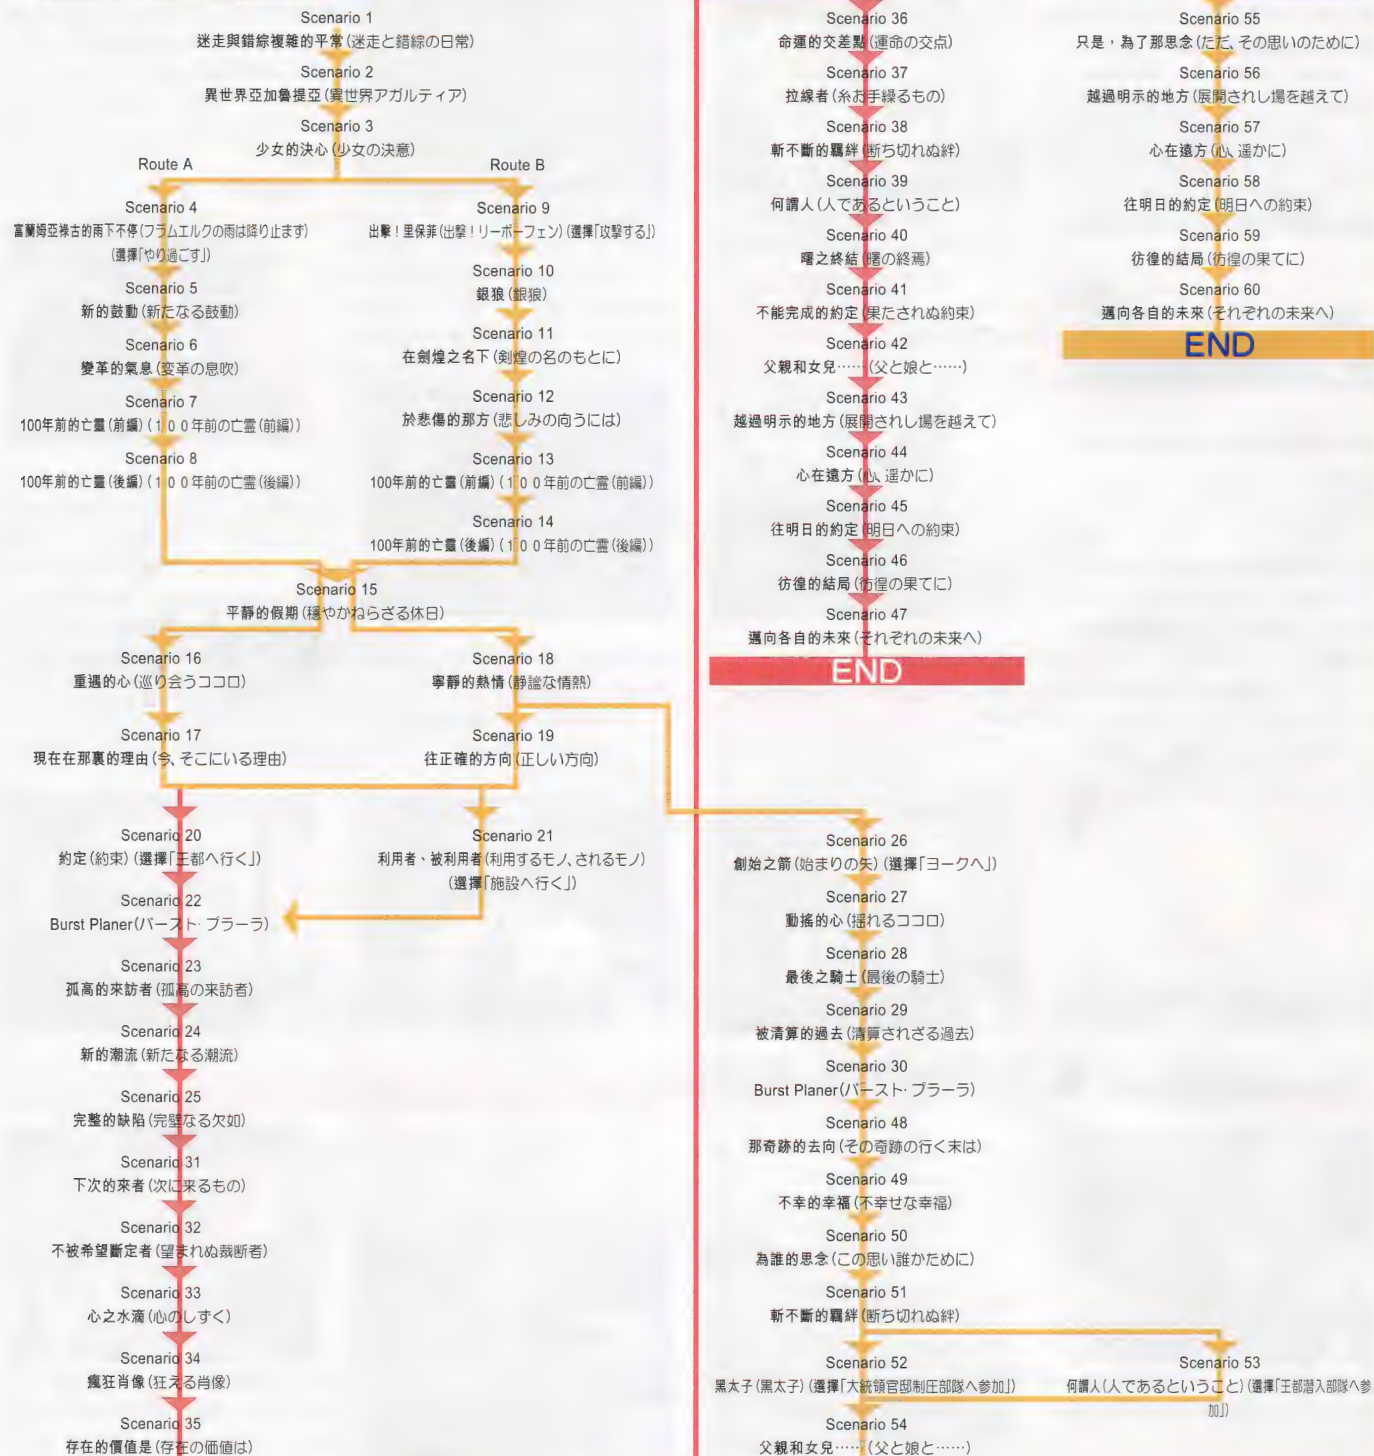 Scenario 1
迷走與錯綜複雜的平常(迷走と錯綜の日常)
Scenario 2
異世界亞加魯提亞(異世界アガルティア)
Scenario 3
少女的決心(少女の決意)
Route A
Route B
Scenario 4
富蘭姆亞祿古的雨下不停(フラムエルクの雨は降り止まず)
(選擇「やり過ごす」)
Scenario 5
新的鼓動(新たなる鼓動)
Scenario 6
變革的氣息(変革の息吹)
Scenario 7
100年前的亡靈(前編)(100年前の亡霊(前編))
Scenario 8
100年前的亡靈(後編)(100年前の亡霊(後編))
Scenario 9
出擊！里保菲(出撃！リーボーフェン)(選擇「攻撃する」)
Scenario 10
銀狼(銀狼)
Scenario 11
在劍煌之名下(剣煌の名のもとに)
Scenario 12
於悲傷的那方(悲しみの向うには)
Scenario 13
100年前的亡靈(前編)(100年前の亡霊(前編))
Scenario 14
100年前的亡靈(後編)(100年前の亡霊(後編))
Scenario 15
平靜的假期(穏やかねらざる休日)
Scenario 16
重遇的心(巡り会うココロ)
Scenario 17
現在在那裏的理由(今、そこにいる理由)
Scenario 18
寧靜的熱情(静謐な情熱)
Scenario 19
往正確的方向(正しい方向)
Scenario 20
約定(約束)(選擇「王都へ行く」)
Scenario 21
利用者、被利用者(利用するモノ、されるモノ)
(選擇「施設へ行く」)
Scenario 22
Burst Planer(バースト・プラーラ)
Scenario 23
孤高的來訪者(孤高の来訪者)
Scenario 24
新的潮流(新たなる潮流)
Scenario 25
完整的缺陷(完璧なる欠如)
Scenario 31
下次的來者(次に来るもの)
Scenario 32
不被希望斷定者(望まれぬ裁断者)
Scenario 33
心之水滴(心のしずく)
Scenario 34
瘋狂肖像(狂える肖像)
Scenario 35
存在的價值是(存在の価値は)
Scenario 36
命運的交差點(運命の交点)
Scenario 37
拉線者(糸お手繰るもの)
Scenario 38
斬不斷的羈絆(断ち切れぬ絆)
Scenario 39
何謂人(人であるということ)
Scenario 40
曙之終結(曙の終焉)
Scenario 41
不能完成的約定(果たされぬ約束)
Scenario 42
父親和女兒……(父と娘と……)
Scenario 43
越過明示的地方(展開されし場を越えて)
Scenario 44
心在遠方(心、遥かに)
Scenario 45
往明日的約定(明日への約束)
Scenario 46
彷徨的結局(彷徨の果てに)
Scenario 47
邁向各自的未來(それぞれの未来へ)
END
Scenario 26
創始之箭(始まりの矢)(選擇「ヨークへ」)
Scenario 27
動搖的心(揺れるココロ)
Scenario 28
最後之騎士(最後の騎士)
Scenario 29
被清算的過去(清算されざる過去)
Scenario 30
Burst Planer(バースト・プラーラ)
Scenario 48
那奇跡的去向(その奇跡の行く末は)
Scenario 49
不幸的幸福(不幸せな幸福)
Scenario 50
為誰的思念(この思い誰かために)
Scenario 51
斬不斷的羈絆(断ち切れぬ絆)
Scenario 52
黑太子(黒太子)(選擇「大統領官邸制圧部隊へ参加」)
Scenario 53
何謂人(人であるということ)(選擇「王都潜入部隊へ参
加」)
Scenario 54
父親和女兒……(父と娘と……)
Scenario 55
只是，為了那思念(ただ、その思いのために)
Scenario 56
越過明示的地方(展開されし場を越えて)
Scenario 57
心在遠方(心、遥かに)
Scenario 58
往明日的約定(明日への約束)
Scenario 59
彷徨的結局(彷徨の果てに)
Scenario 60
邁向各自的未來(それぞれの未来へ)
END